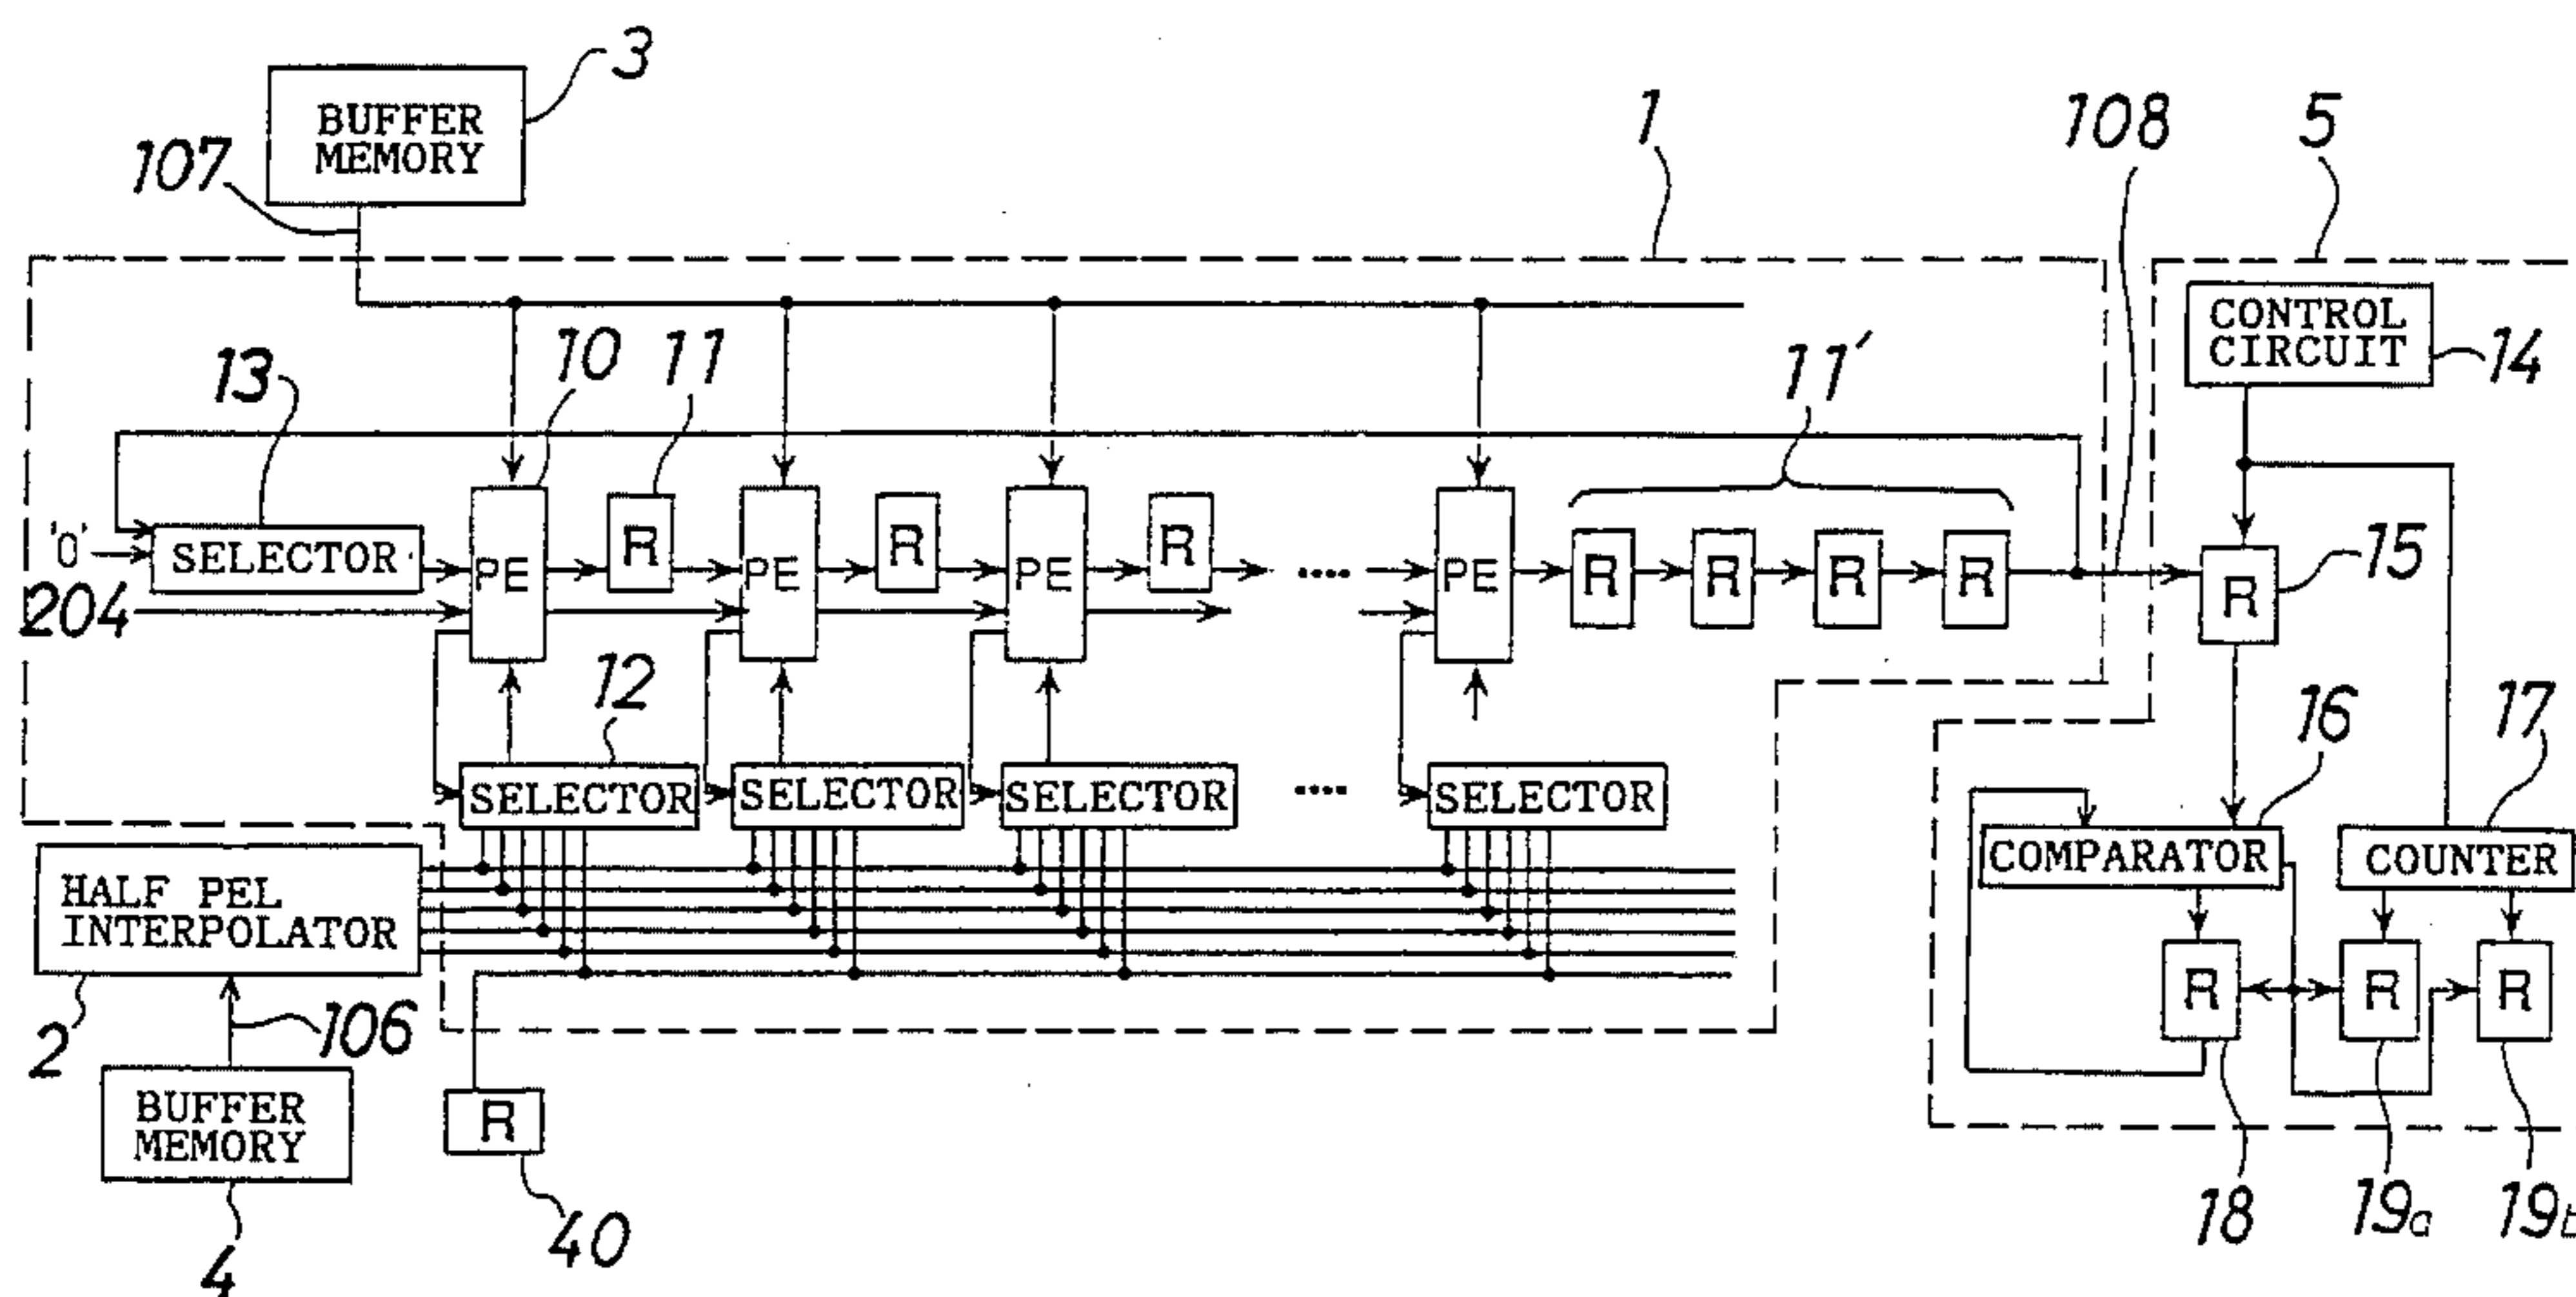 3
BUFFER
MEMORY
107
1
108
5
CONTROL
CIRCUIT
14
13
10
11
11′
'0'
SELECTOR
PE
R
PE
R
PE
R
....
PE
R
R
R
R
R
15
204
12
16
17
SELECTOR
SELECTOR
SELECTOR
....
SELECTOR
COMPARATOR
COUNTER
HALF PEL
INTERPOLATOR
R
R
R
2
106
BUFFER
MEMORY
R
4
40
18
19a
19b